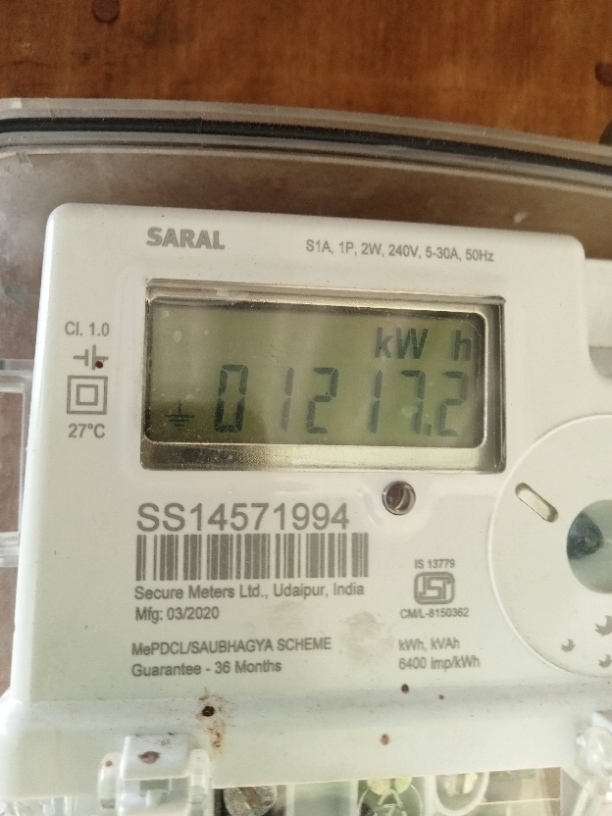 SARAL
S1A, 1P, 2W, 240V, 5-30A, 50Hz
Cl. 1.0
27°C
kW h
01217.2
SS14571994
Secure Meters Ltd., Udaipur, India
Mfg: 03/2020
IS 13779
ISI
CM/L-8150362
MePDCL/SAUBHAGYA SCHEME
Guarantee - 36 Months
kWh, kVAh
6400 imp/kWh